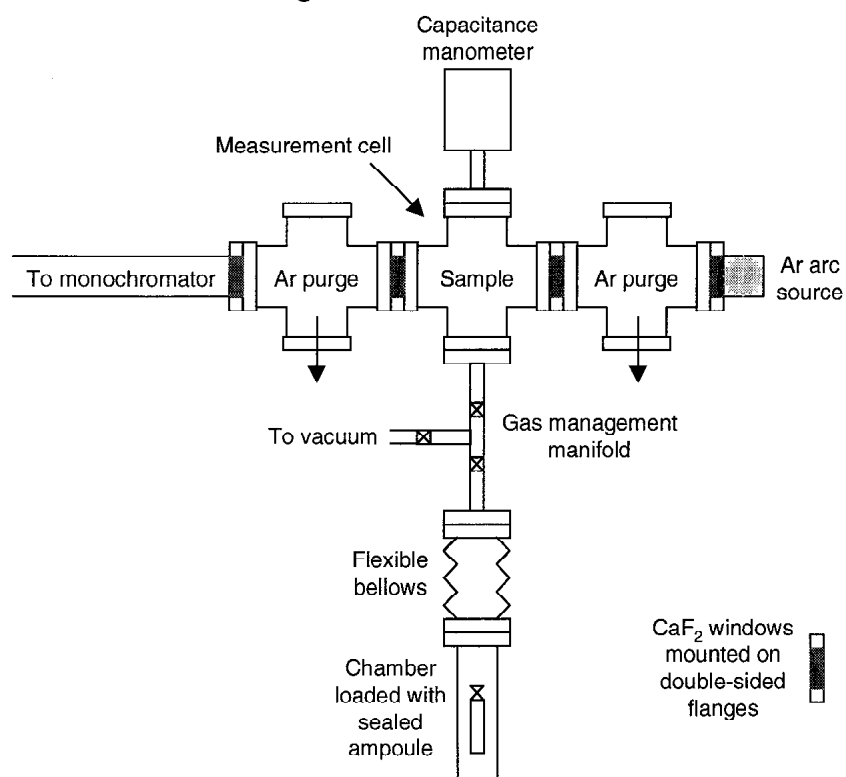 Capacitance
manometer
Measurement cell
To monochromator
Ar purge
Sample
Ar purge
Ar arc
source
To vacuum
Gas management
manifold
Flexible
bellows
CaF₂ windows
mounted on
double-sided
flanges
Chamber
loaded with
sealed
ampoule